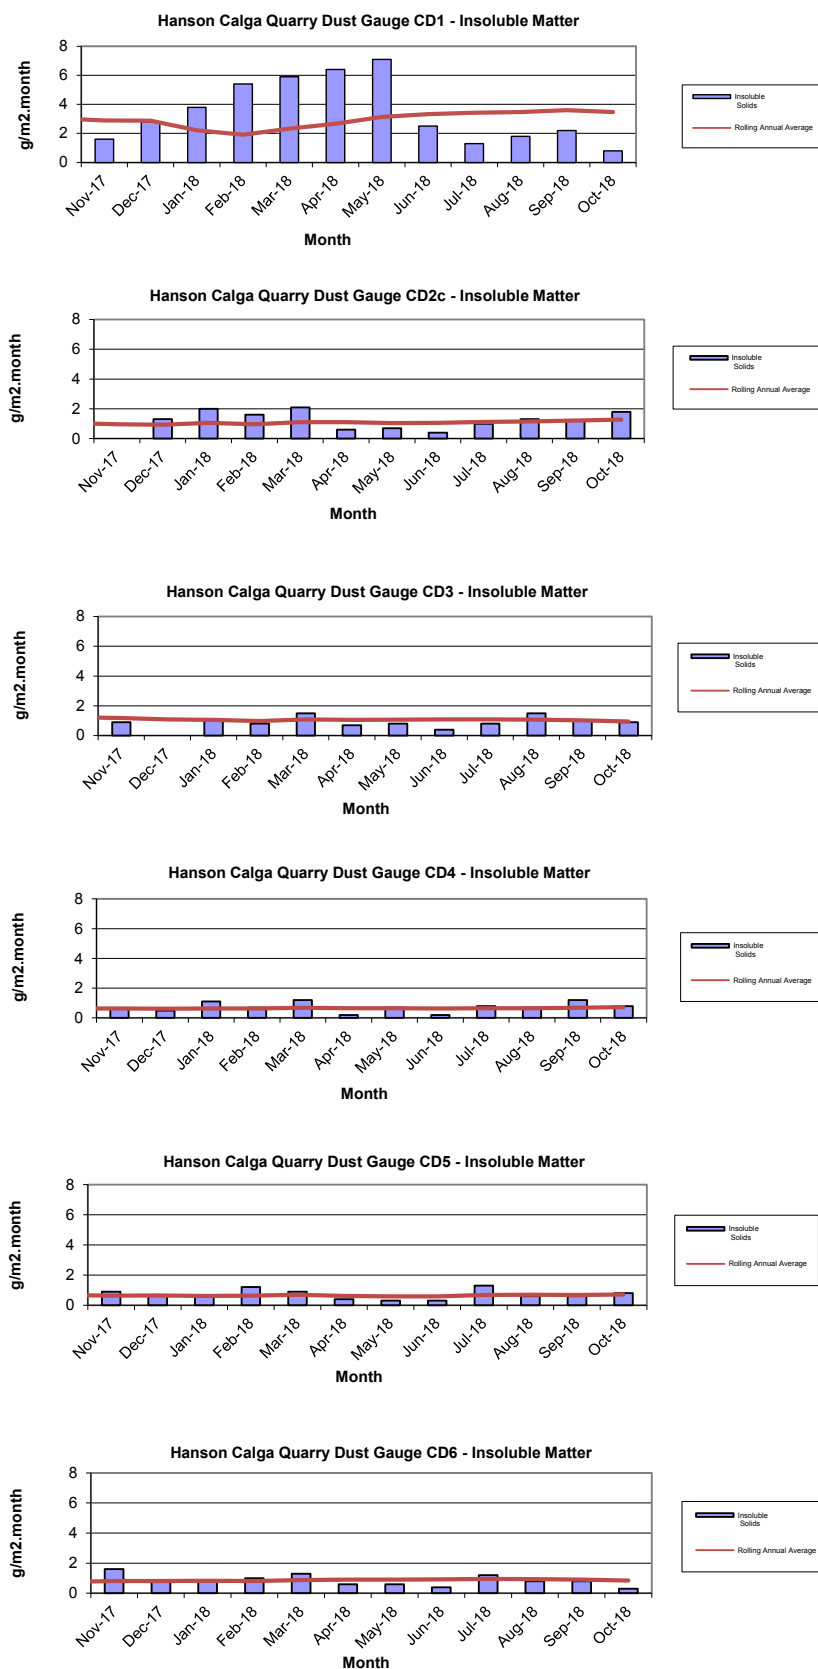 Hanson Calga Quarry Dust Gauge CD1 - Insoluble Matter
8
6
4
2
0
g/m2.month
Nov-17
Dec-17
Jan-18
Feb-18
Mar-18
Apr-18
May-18
Jun-18
Jul-18
Aug-18
Sep-18
Oct-18
Month
Insoluble
Solids
Rolling Annual Average
Hanson Calga Quarry Dust Gauge CD2c - Insoluble Matter
8
6
4
2
0
g/m2.month
Nov-17
Dec-17
Jan-18
Feb-18
Mar-18
Apr-18
May-18
Jun-18
Jul-18
Aug-18
Sep-18
Oct-18
Month
Insoluble
Solids
Rolling Annual Average
Hanson Calga Quarry Dust Gauge CD3 - Insoluble Matter
8
6
4
2
0
g/m2.month
Nov-17
Dec-17
Jan-18
Feb-18
Mar-18
Apr-18
May-18
Jun-18
Jul-18
Aug-18
Sep-18
Oct-18
Month
Insoluble
Solids
Rolling Annual Average
Hanson Calga Quarry Dust Gauge CD4 - Insoluble Matter
8
6
4
2
0
g/m2.month
Nov-17
Dec-17
Jan-18
Feb-18
Mar-18
Apr-18
May-18
Jun-18
Jul-18
Aug-18
Sep-18
Oct-18
Month
Insoluble
Solids
Rolling Annual Average
Hanson Calga Quarry Dust Gauge CD5 - Insoluble Matter
8
6
4
2
0
g/m2.month
Nov-17
Dec-17
Jan-18
Feb-18
Mar-18
Apr-18
May-18
Jun-18
Jul-18
Aug-18
Sep-18
Oct-18
Month
Insoluble
Solids
Rolling Annual Average
Hanson Calga Quarry Dust Gauge CD6 - Insoluble Matter
8
6
4
2
0
g/m2.month
Nov-17
Dec-17
Jan-18
Feb-18
Mar-18
Apr-18
May-18
Jun-18
Jul-18
Aug-18
Sep-18
Oct-18
Month
Insoluble
Solids
Rolling Annual Average